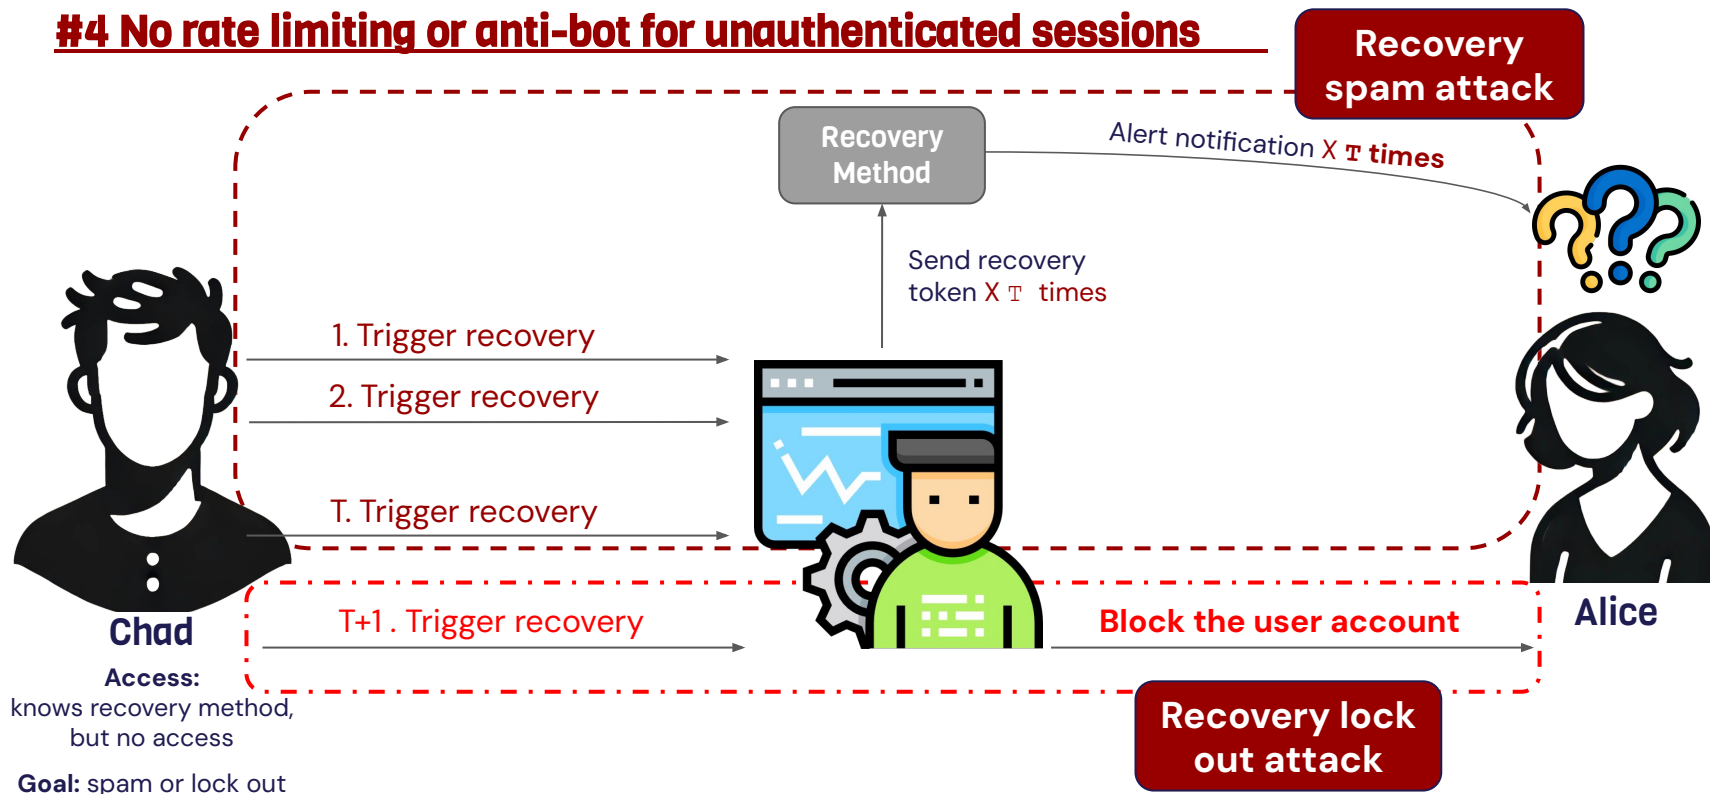 #4 No rate limiting or anti-bot for unauthenticated sessions
Recovery
spam attack
Recovery
Method
Alert notification X T times
Send recovery
token X T times
1. Trigger recovery
2. Trigger recovery
T. Trigger recovery
T+1 . Trigger recovery
Block the user account
Chad
Alice
Access:
knows recovery method,
but no access
Goal: spam or lock out
Recovery lock
out attack